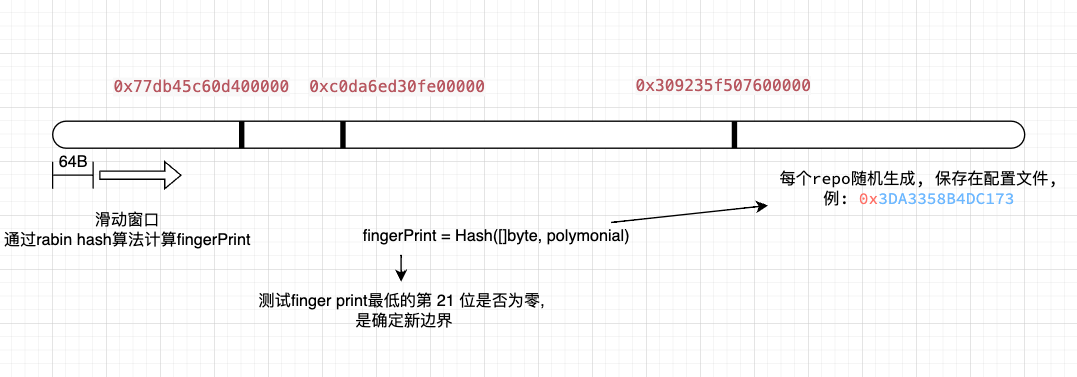 0x77db45c60d400000 0xc0da6ed30fe00000 0x309235f507600000
64B
滑动窗口
通过rabin hash算法计算fingerPrint
每个repo随机生成, 保存在配置文件,
例: 0x3DA3358B4DC173
fingerPrint = Hash([]byte, polymonial)
测试finger print最低的第 21 位是否为零,
是确定新边界